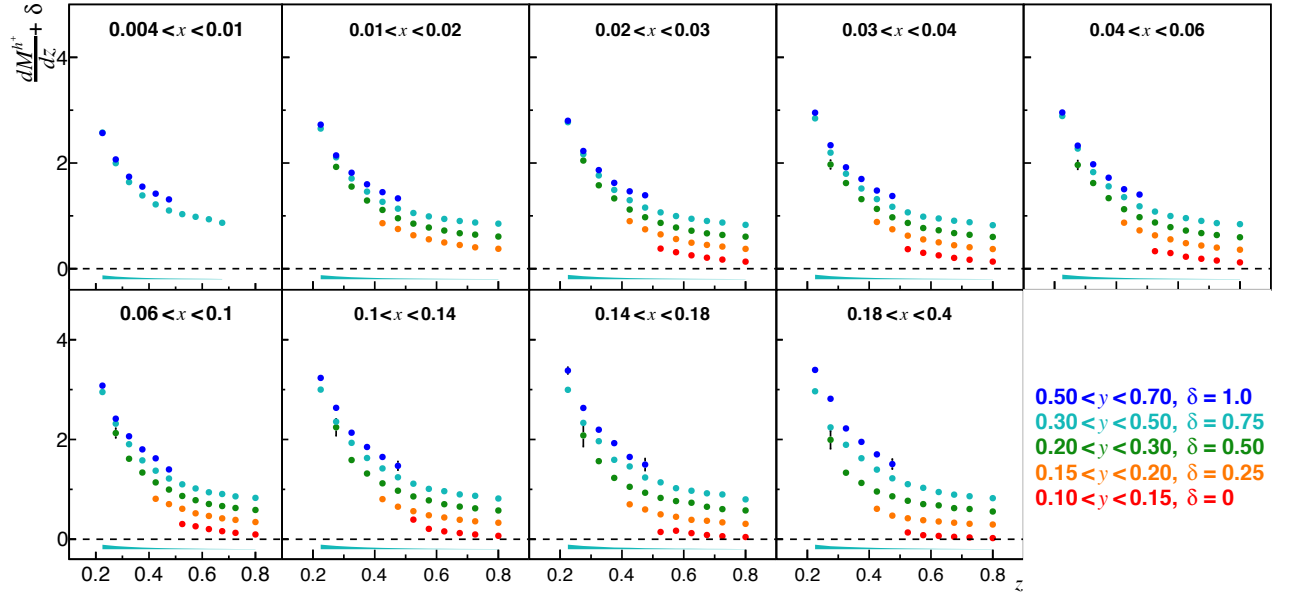 dM^{h+}/dz + δ
0.004 < x < 0.01
0.01 < x < 0.02
0.02 < x < 0.03
0.03 < x < 0.04
0.04 < x < 0.06
4
2
0
0.06 < x < 0.1
0.1 < x < 0.14
0.14 < x < 0.18
0.18 < x < 0.4
4
2
0
0.50 < y < 0.70, δ = 1.0
0.30 < y < 0.50, δ = 0.75
0.20 < y < 0.30, δ = 0.50
0.15 < y < 0.20, δ = 0.25
0.10 < y < 0.15, δ = 0
0.2 0.4 0.6 0.8 0.2 0.4 0.6 0.8 0.2 0.4 0.6 0.8 0.2 0.4 0.6 0.8
z